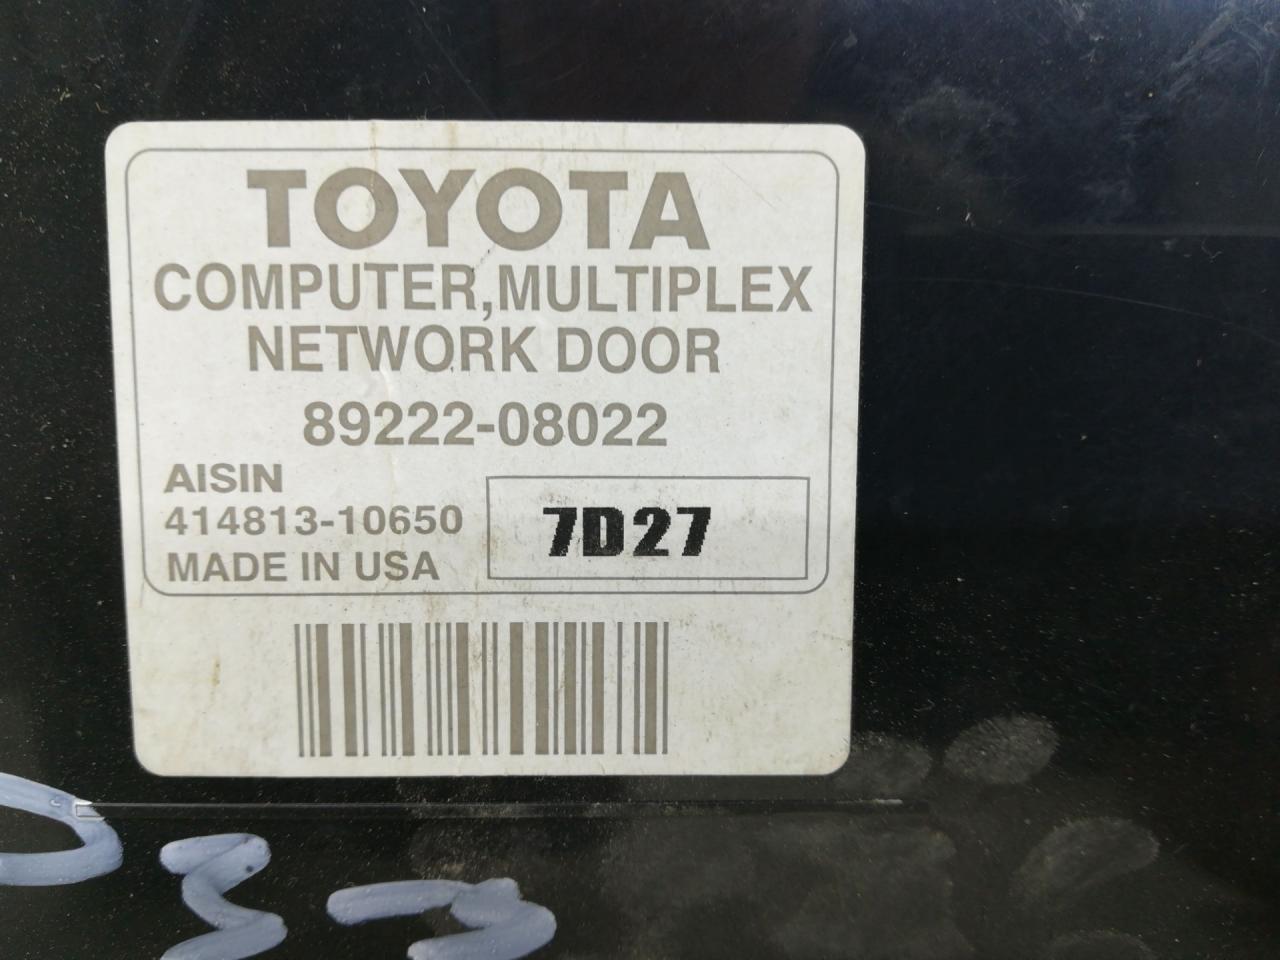 TOYOTA
COMPUTER,MULTIPLEX
NETWORK DOOR
89222-08022
AISIN
414813-10650
MADE IN USA
7D27